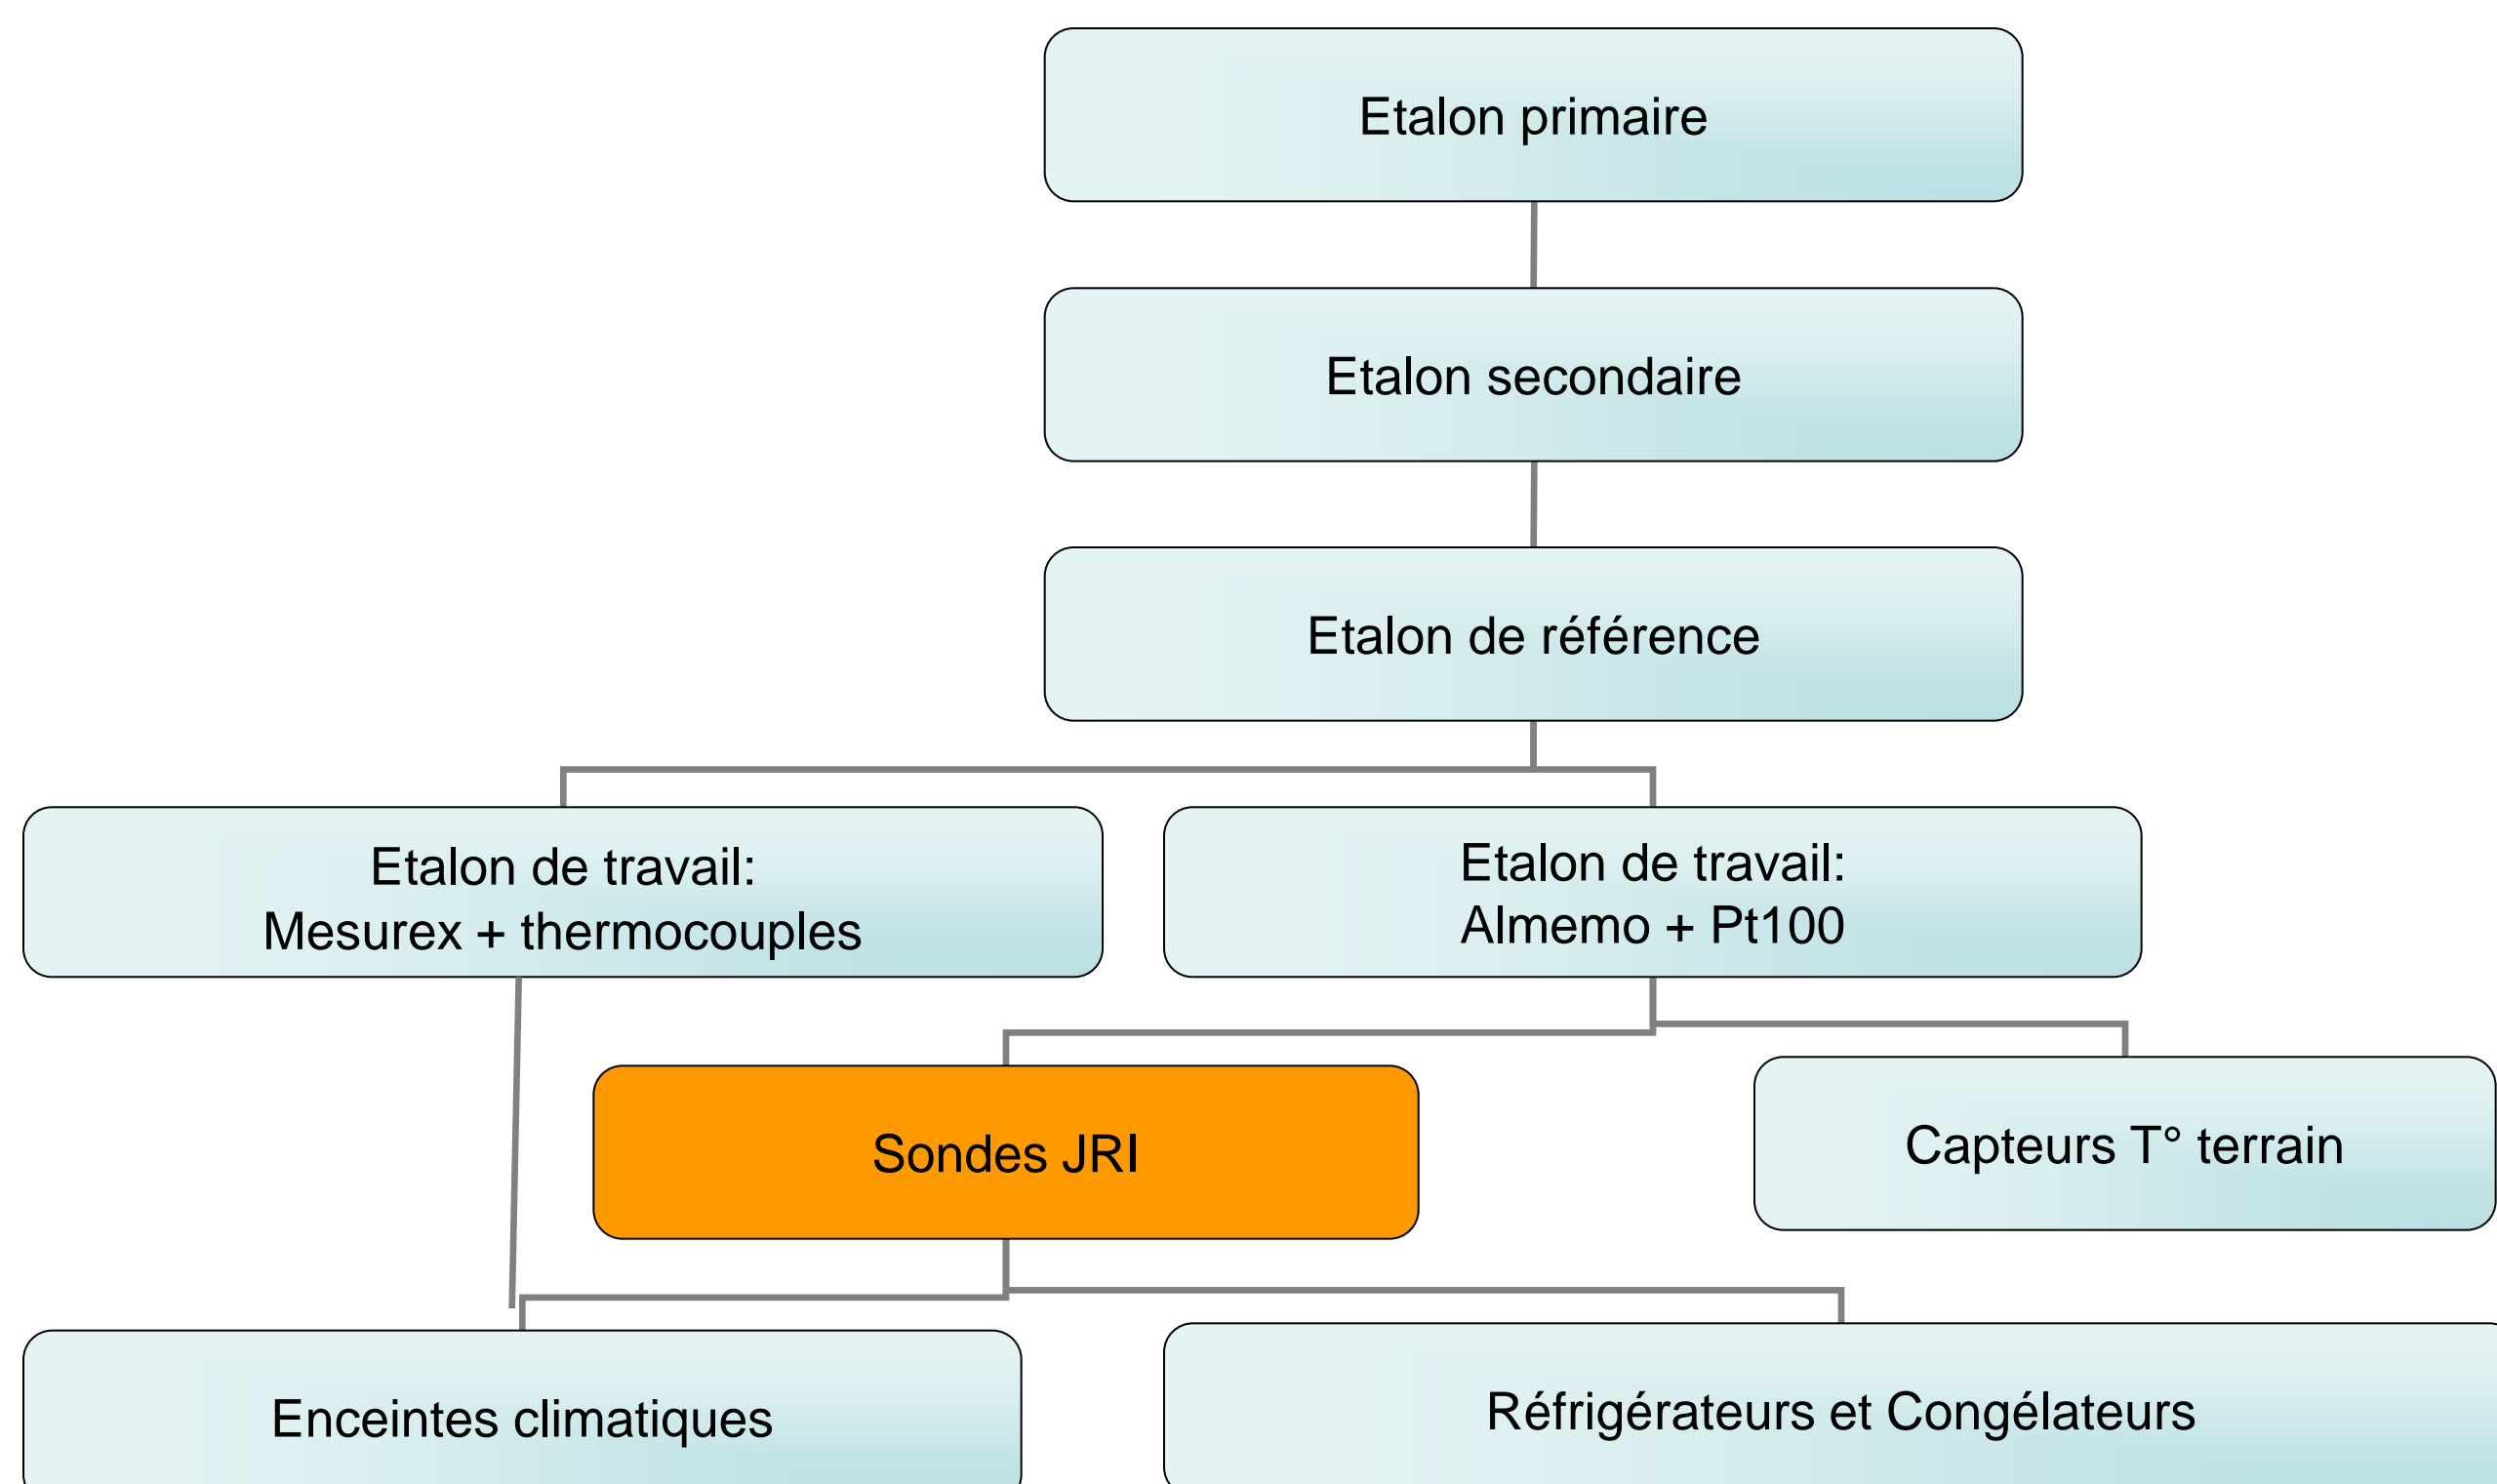 Etalon primaire
Etalon secondaire
Etalon de référence
Etalon de travail:
Mesurex + thermocouples
Etalon de travail:
Almemo + Pt100
Sondes JRI
Capteurs T° terrain
Enceintes climatiques
Réfrigérateurs et Congélateurs